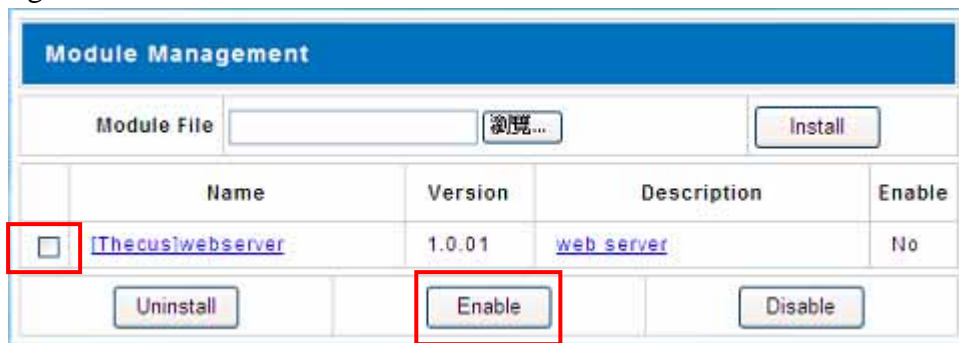 Module Management
Module File 瀏覽... Install
Name Version Description Enable
[Thecus]webserver 1.0.01 web server No
Uninstall Enable Disable